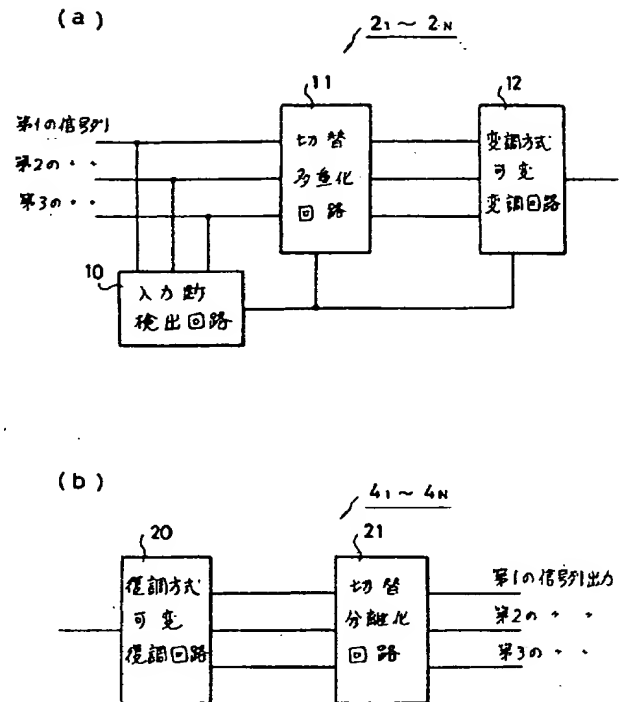 (a)
2₁ ~ 2N
11
12
第1の信号列
第2の 〃 〃
第3の 〃 〃
切替
多重化
回路
変調方式
可変
変調回路
10
入力断
検出回路
(b)
4₁ ~ 4N
20
21
復調方式
可変
復調回路
切替
分離化
回路
第1の信号列出力
第2の 〃 〃
第3の 〃 〃